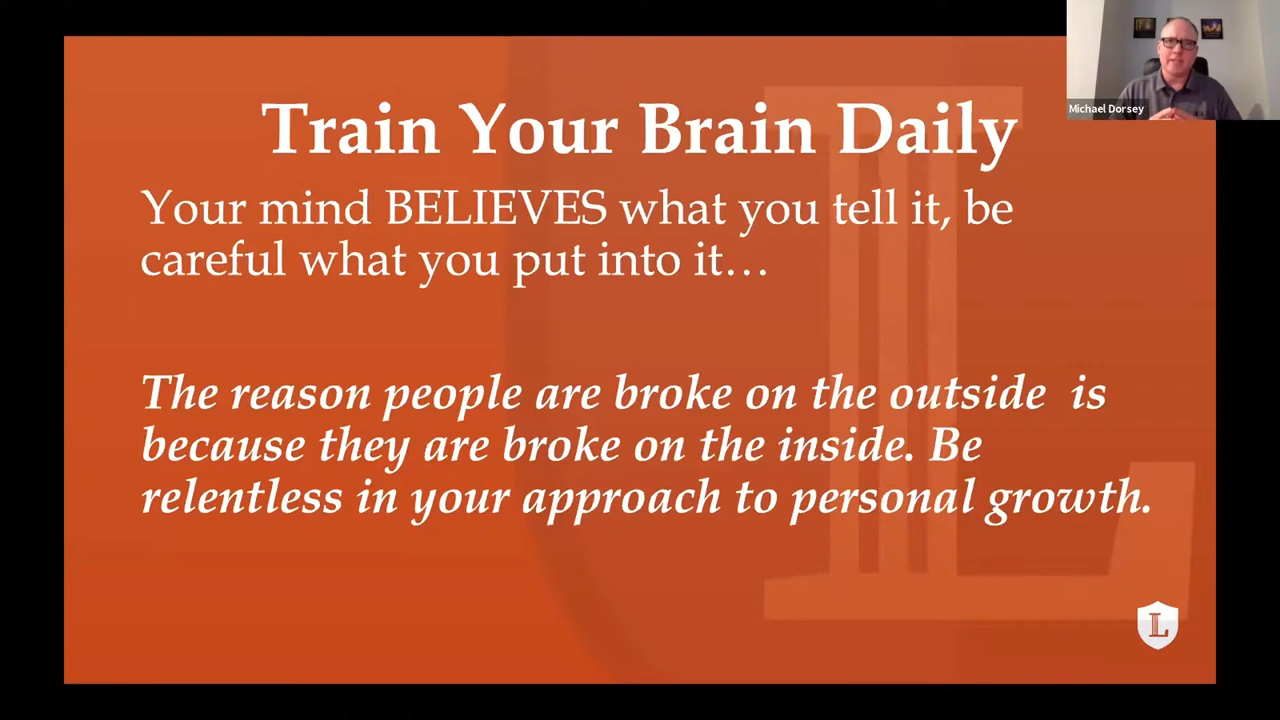 Train Your Brain Daily
Your mind BELIEVES what you tell it, be
careful what you put into it…
The reason people are broke on the outside  is
because they are broke on the inside. Be
relentless in your approach to personal growth.
L
L
Michael Dorsey